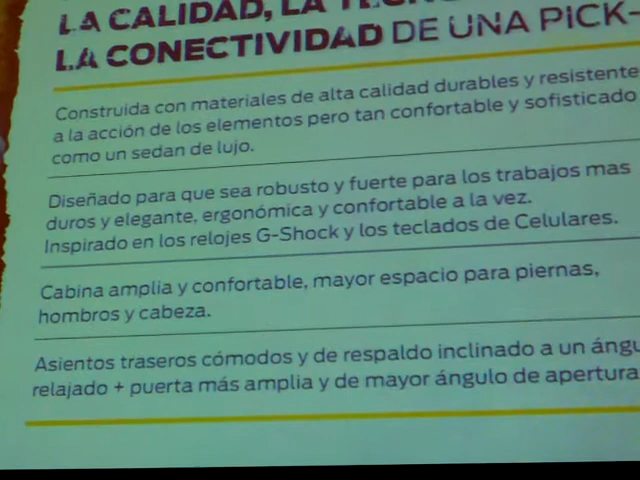 LA CALIDAD, LA
LA CONECTIVIDAD DE UNA PICK-
Construida con materiales de alta calidad durables y resistente
a la acción de los elementos pero tan confortable y sofisticado
como un sedan de lujo.
Diseñado para que sea robusto y fuerte para los trabajos mas
duros y elegante, ergonómica y confortable a la vez.
Inspirado en los relojes G-Shock y los teclados de Celulares.
Cabina amplia y confortable, mayor espacio para piernas,
hombros y cabeza.
Asientos traseros cómodos y de respaldo inclinado a un ángu
relajado + puerta más amplia y de mayor ángulo de apertura